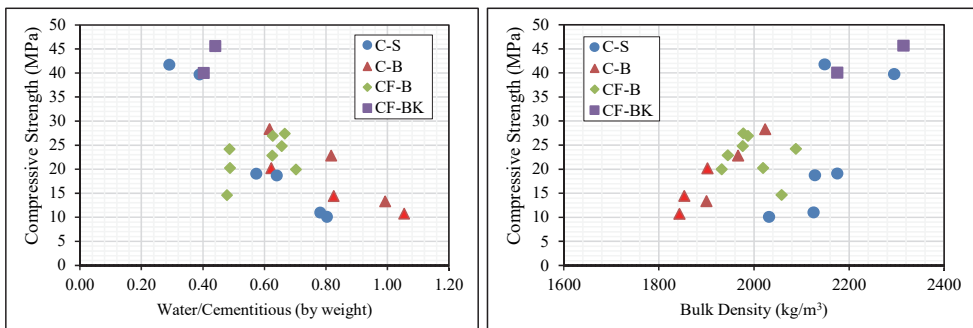 50
45
40
35
30
25
20
15
10
5
0
Compressive Strength (MPa)
C-S
C-B
CF-B
CF-BK
0.00 0.20 0.40 0.60 0.80 1.00 1.20
Water/Cementitious (by weight)
50
45
40
35
30
25
20
15
10
5
0
Compressive Strength (MPa)
C-S
C-B
CF-B
CF-BK
1600 1800 2000 2200 2400
Bulk Density (kg/m³)